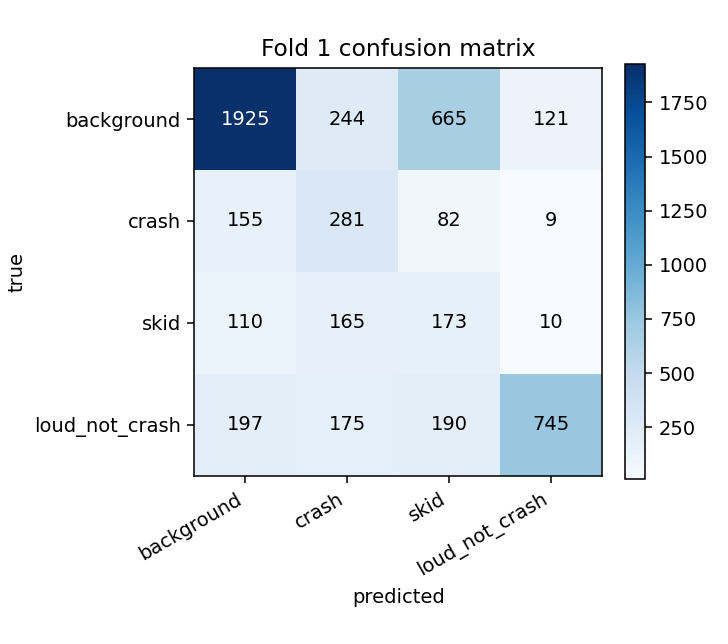 Fold 1 confusion matrix
background 1925 244 665 121
crash 155 281 82 9
skid 110 165 173 10
loud_not_crash 197 175 190 745
background crash skid loud_not_crash
predicted
true
1750
1500
1250
1000
750
500
250